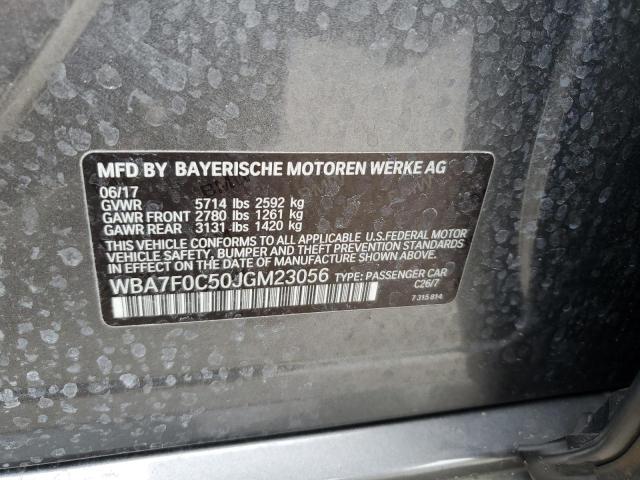 MFD BY BAYERISCHE MOTOREN WERKE AG
06/17
GVWR 5714 lbs 2592 kg
GAWR FRONT 2780 lbs 1261 kg
GAWR REAR 3131 lbs 1420 kg
THIS VEHICLE CONFORMS TO ALL APPLICABLE U.S.FEDERAL MOTOR
VEHICLE SAFETY, BUMPER AND THEFT PREVENTION STANDARDS
IN EFFECT ON THE DATE OF MANUFACTURE SHOWN ABOVE.
WBA7F0C50JGM23056 TYPE: PASSENGER CAR
C26/7
7 315 814